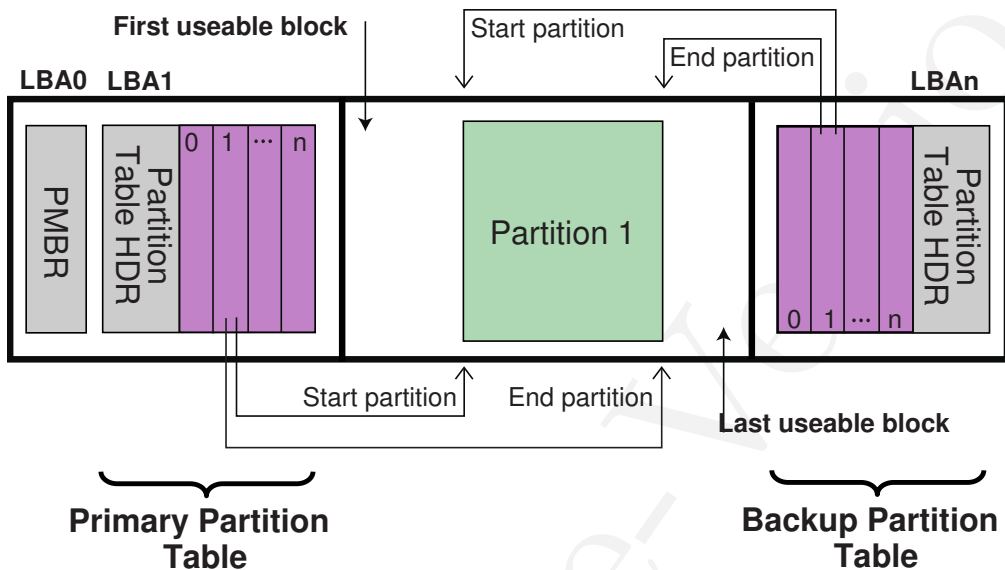 First useable block
Start partition
End partition
LBA0
LBA1
LBAn
PMBR
Partition
Table HDR
0 1 ... n
Partition 1
0 1 ... n
Partition
Table HDR
Start partition
End partition
Last useable block
Primary Partition
Table
Backup Partition
Table